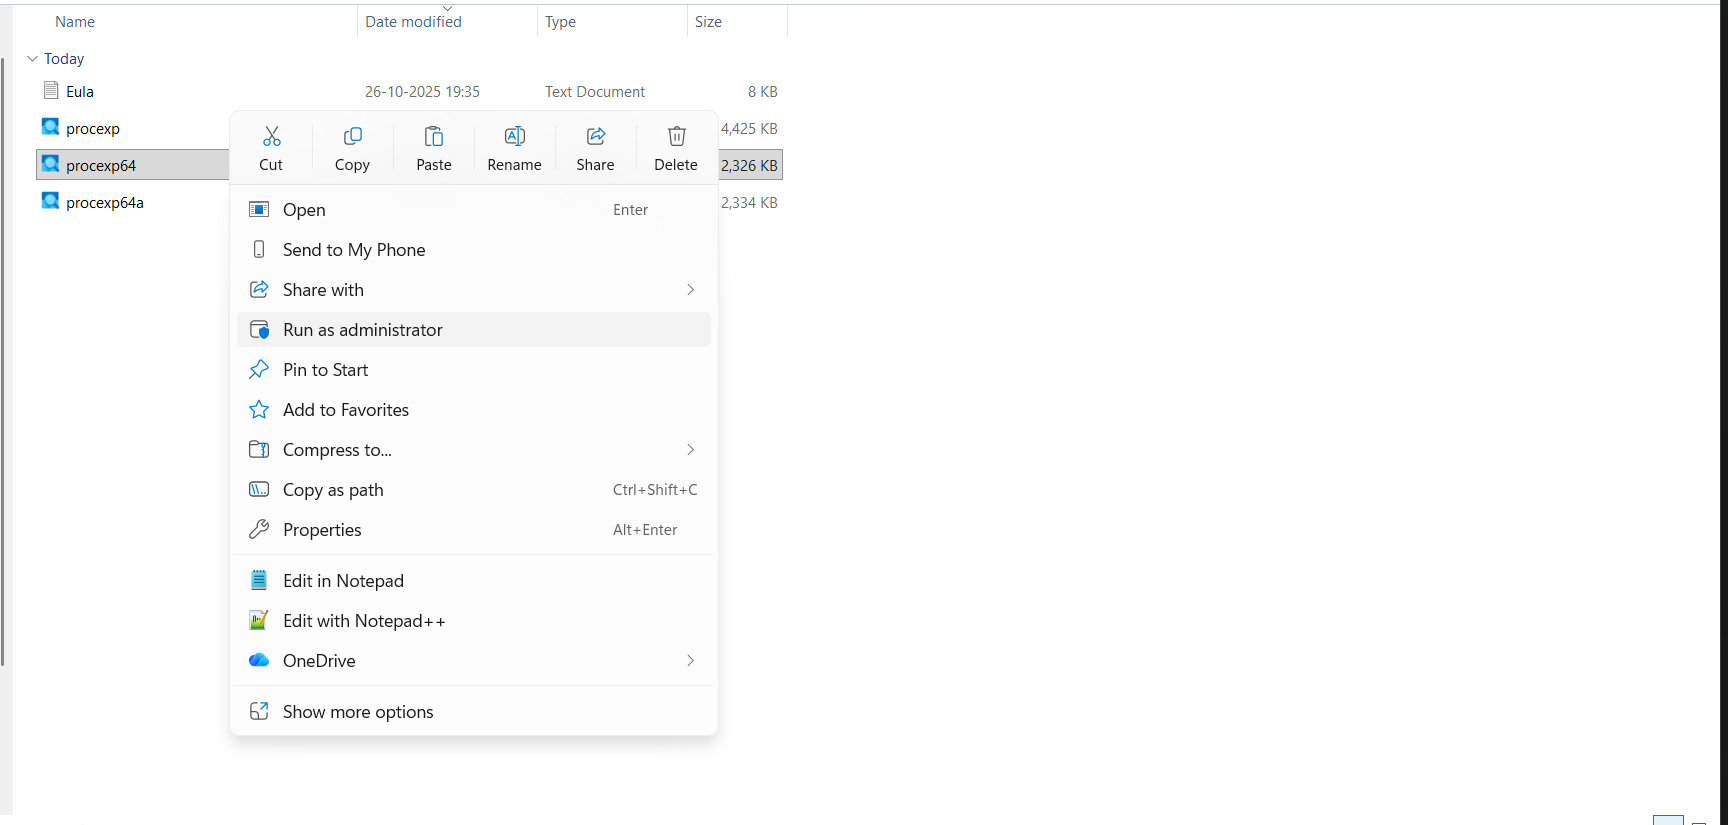 Name Date modified Type Size
Today
Eula 26-10-2025 19:35 Text Document 8 KB
procexp 4,425 KB
procexp64 2,326 KB
procexp64a 2,334 KB
Cut Copy Paste Rename Share Delete
Open Enter
Send to My Phone
Share with
Run as administrator
Pin to Start
Add to Favorites
Compress to...
Copy as path Ctrl+Shift+C
Properties Alt+Enter
Edit in Notepad
Edit with Notepad++
OneDrive
Show more options